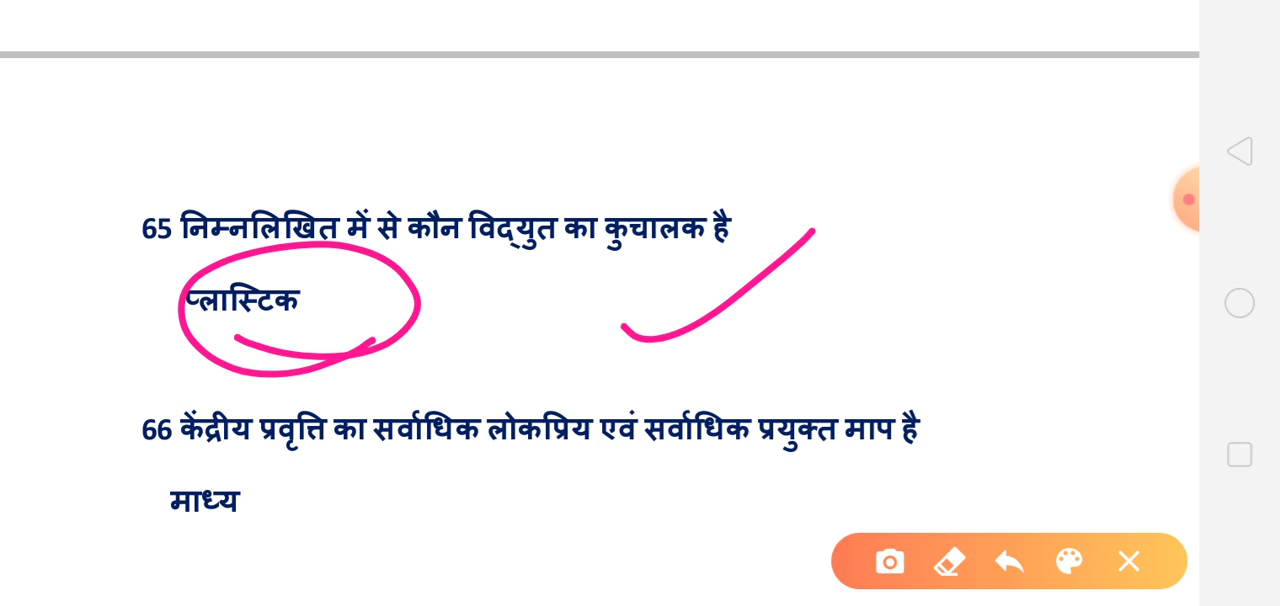 65 निम्नलिखित में से कौन विद्युत का कुचालक है
प्लास्टिक
66 केंद्रीय प्रवृत्ति का सर्वाधिक लोकप्रिय एवं सर्वाधिक प्रयुक्त माप है
माध्य